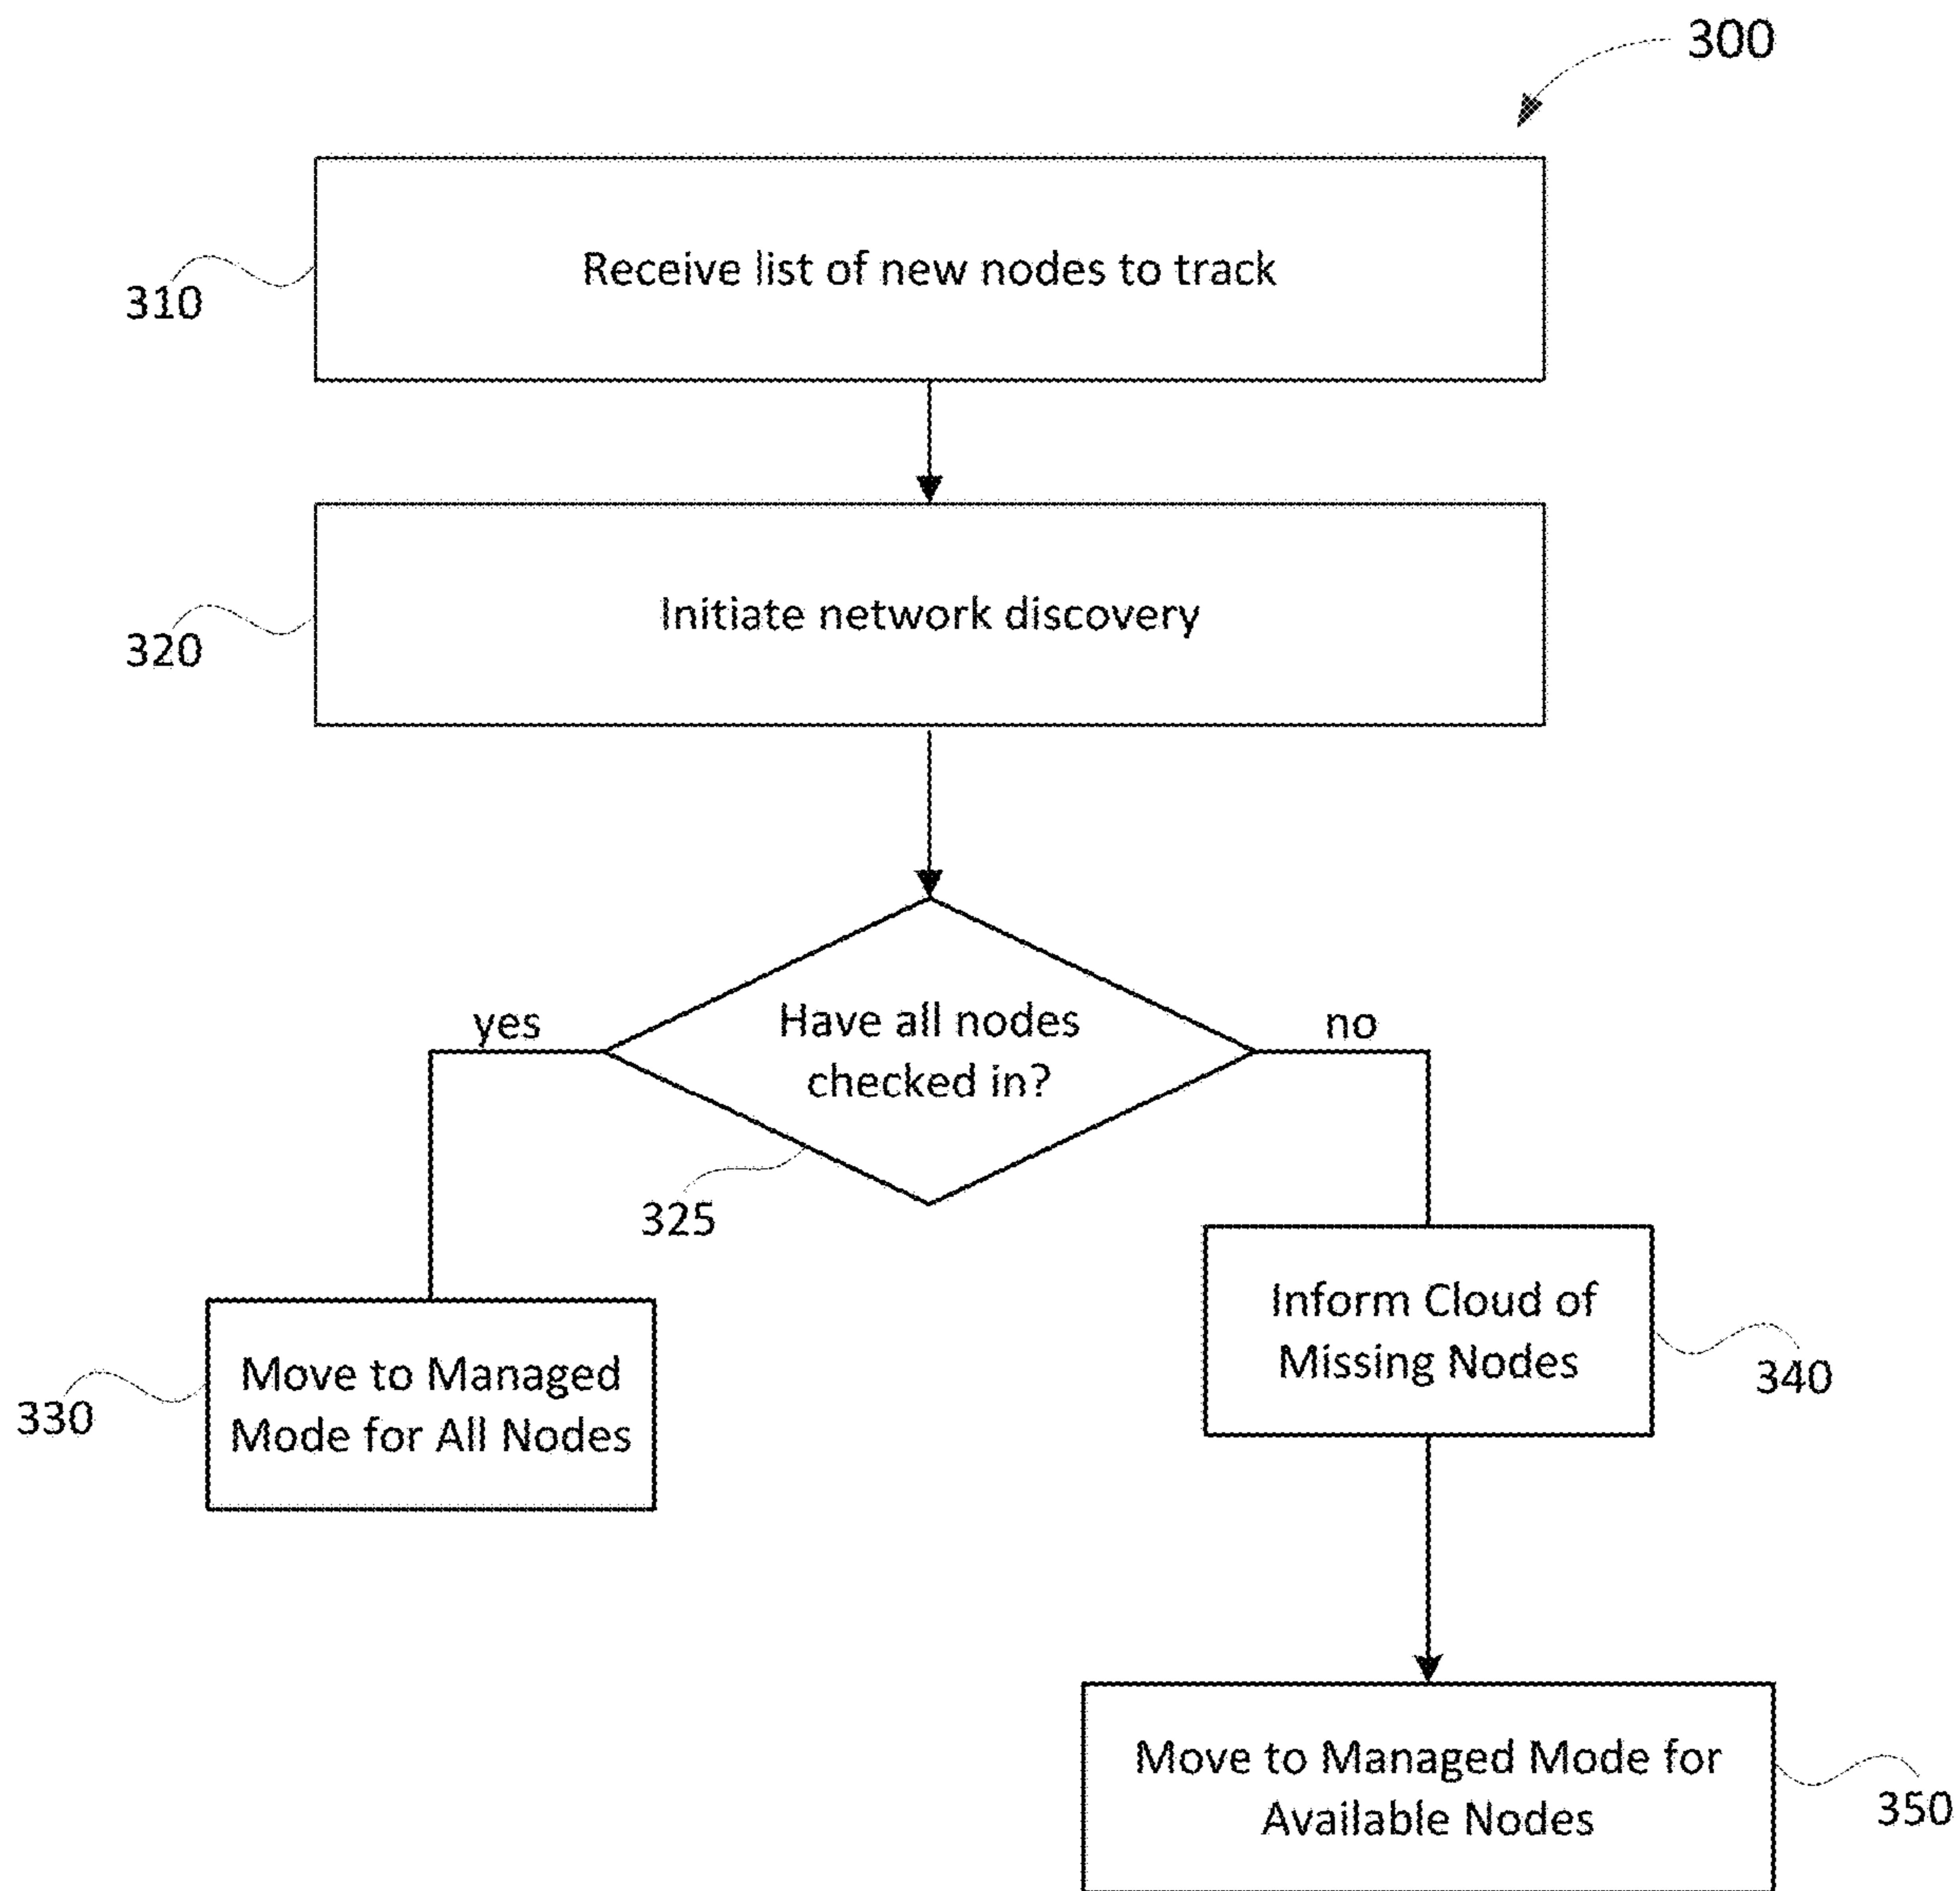 300
Receive list of new nodes to track
310
Initiate network discovery
320
yes
Have all nodes
checked in?
no
325
Inform Cloud of
Missing Nodes
340
Move to Managed
Mode for All Nodes
330
Move to Managed Mode for
Available Nodes
350